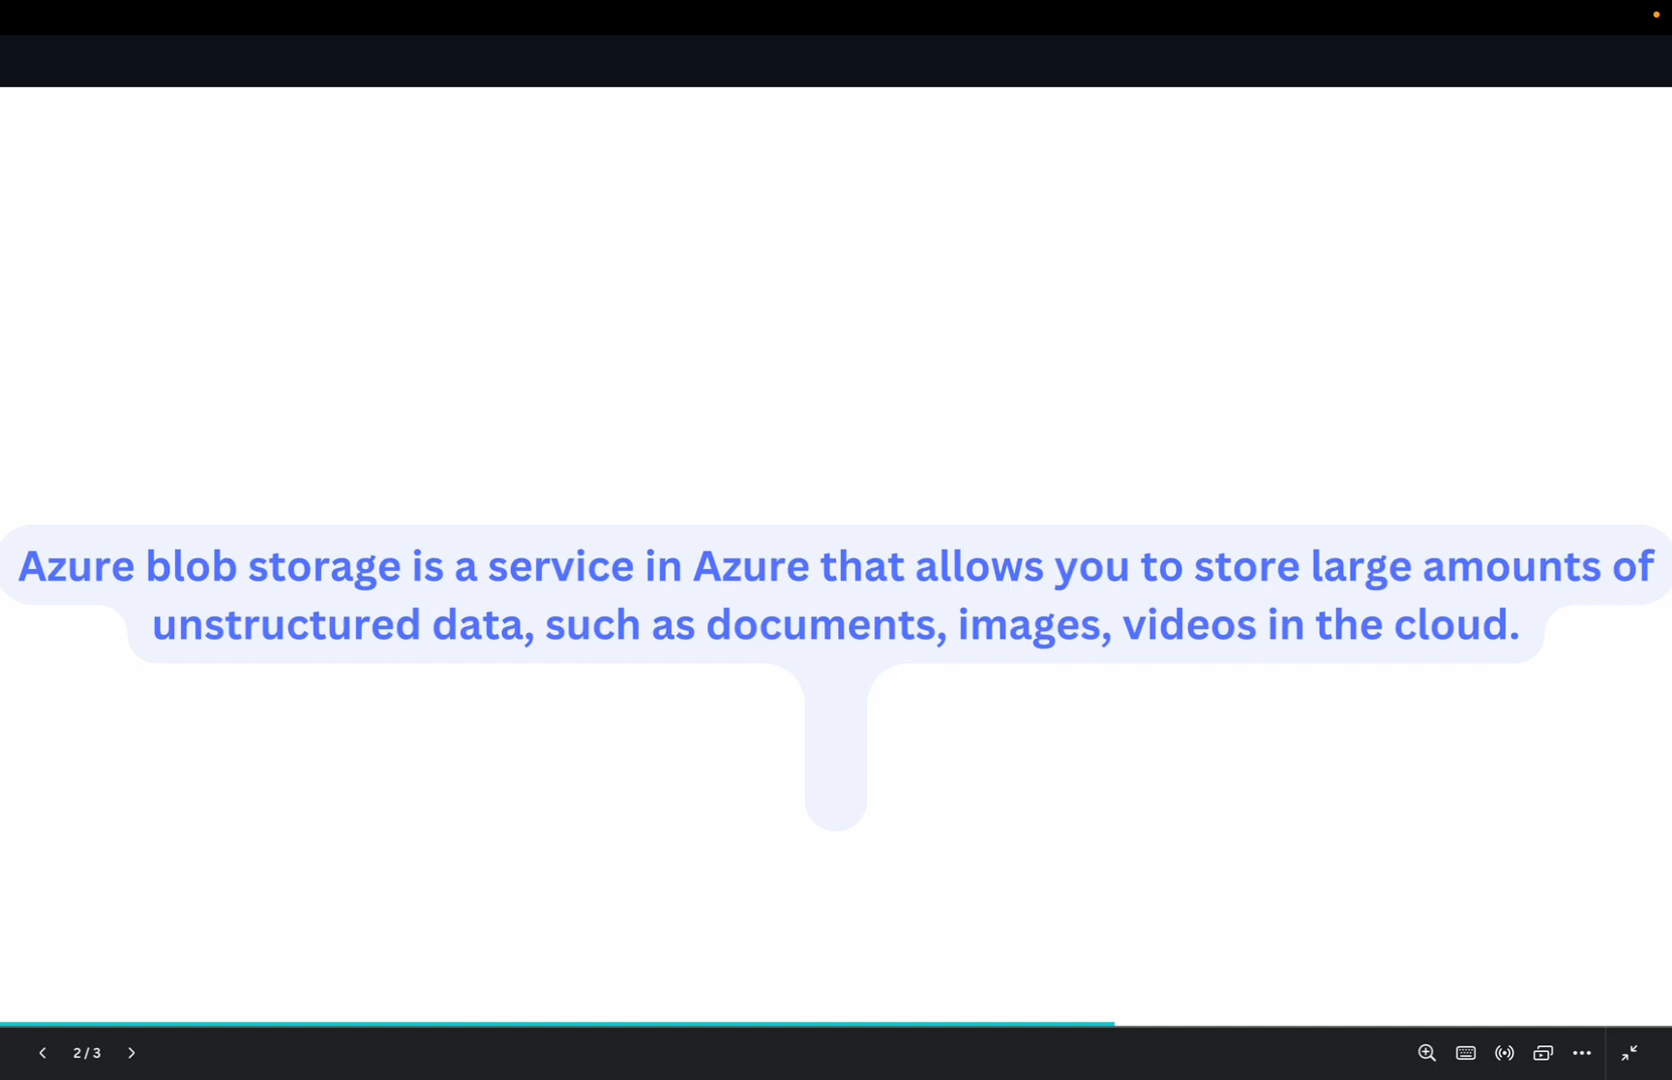 Azure blob storage is a service in Azure that allows you to store large amounts of
unstructured data, such as documents, images, videos in the cloud.
2 / 3